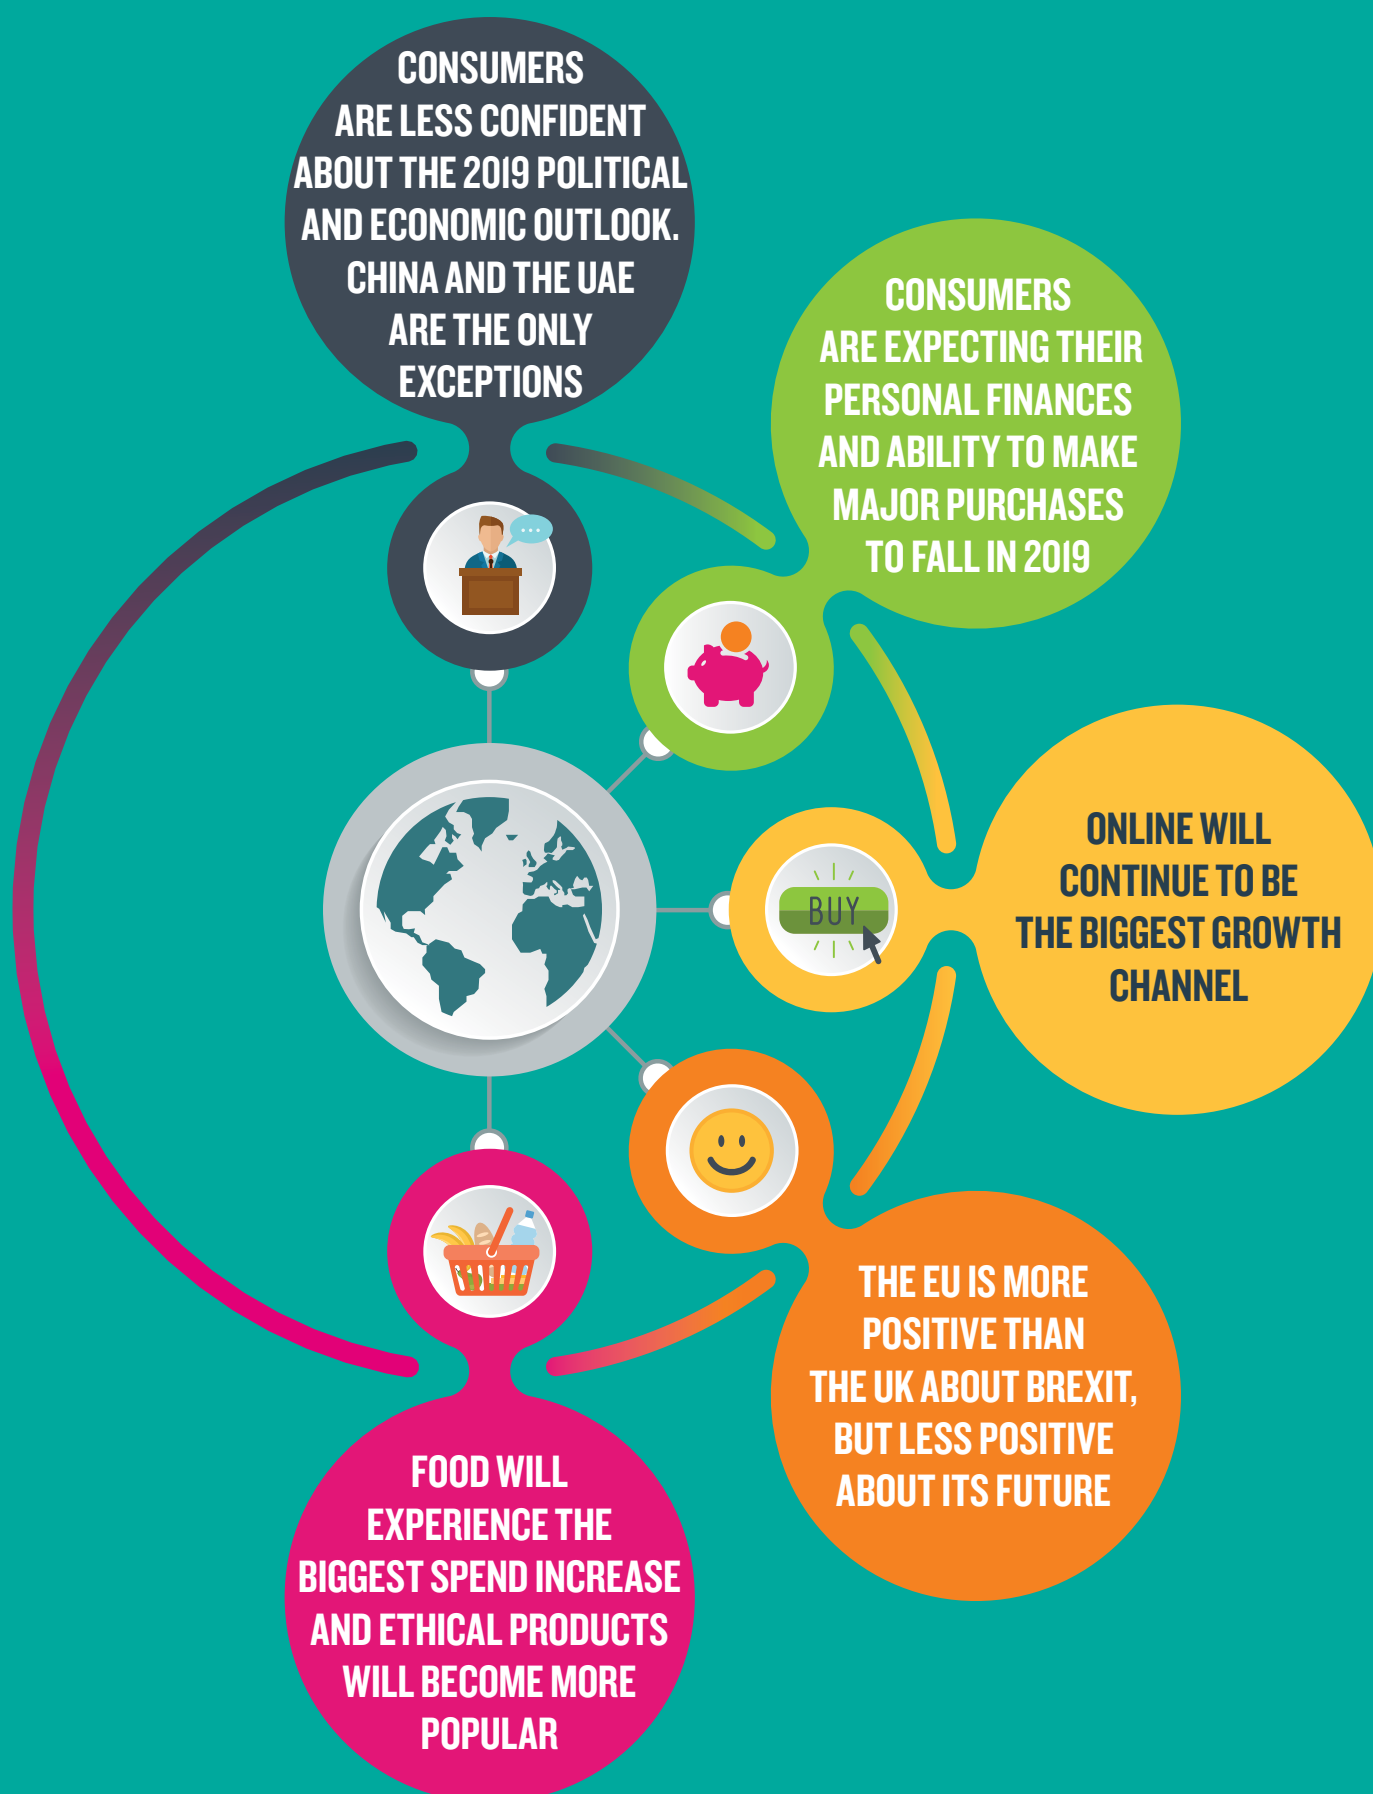 CONSUMERS
ARE LESS CONFIDENT
ABOUT THE 2019 POLITICAL
AND ECONOMIC OUTLOOK.
CHINA AND THE UAE
ARE THE ONLY
EXCEPTIONS
CONSUMERS
ARE EXPECTING THEIR
PERSONAL FINANCES
AND ABILITY TO MAKE
MAJOR PURCHASES
TO FALL IN 2019
ONLINE WILL
CONTINUE TO BE
THE BIGGEST GROWTH
CHANNEL
BUY
THE EU IS MORE
POSITIVE THAN
THE UK ABOUT BREXIT,
BUT LESS POSITIVE
ABOUT ITS FUTURE
FOOD WILL
EXPERIENCE THE
BIGGEST SPEND INCREASE
AND ETHICAL PRODUCTS
WILL BECOME MORE
POPULAR